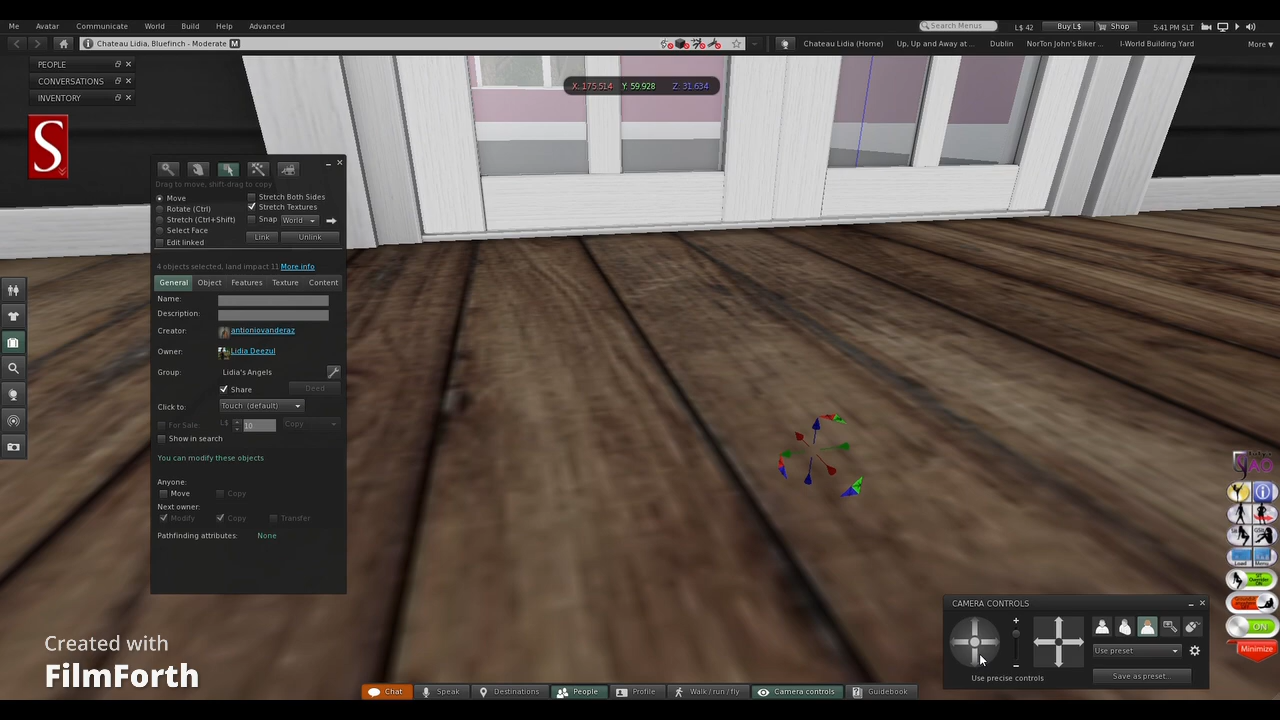 Me Avatar Communicate World Build Help Advanced Search Menus L$ 42 Buy L$ Shop 5:41 PM SLT
Chateau Lidia, Bluefinch - Moderate M Chateau Lidia (Home) Up, Up and Away at ... Dublin NorTon John's Biker ... I-World Building Yard More ▼
PEOPLE
CONVERSATIONS
INVENTORY
X: 175.514 Y: 59.928 Z: 31.634
S
Drag to move, shift-drag to copy
Move Stretch Both Sides
Rotate (Ctrl) Stretch Textures
Stretch (Ctrl+Shift) Snap World
Select Face
Edit linked Link Unlink
4 objects selected, land impact 11 More info
General Object Features Texture Content
Name:
Description:
Creator: antoniovanderaz
Owner: Lidia Deezul
Group: Lidia's Angels
Share Deed
Click to: Touch (default)
For Sale: L$ 10 Copy
Show in search
You can modify these objects
Anyone:
Move Copy
Next owner:
Modify Copy Transfer
Pathfinding attributes: None
ON
Minimize
CAMERA CONTROLS
Use preset
Use precise controls Save as preset...
Created with
FilmForth
Chat Speak Destinations People Profile Walk / run / fly Camera controls Guidebook